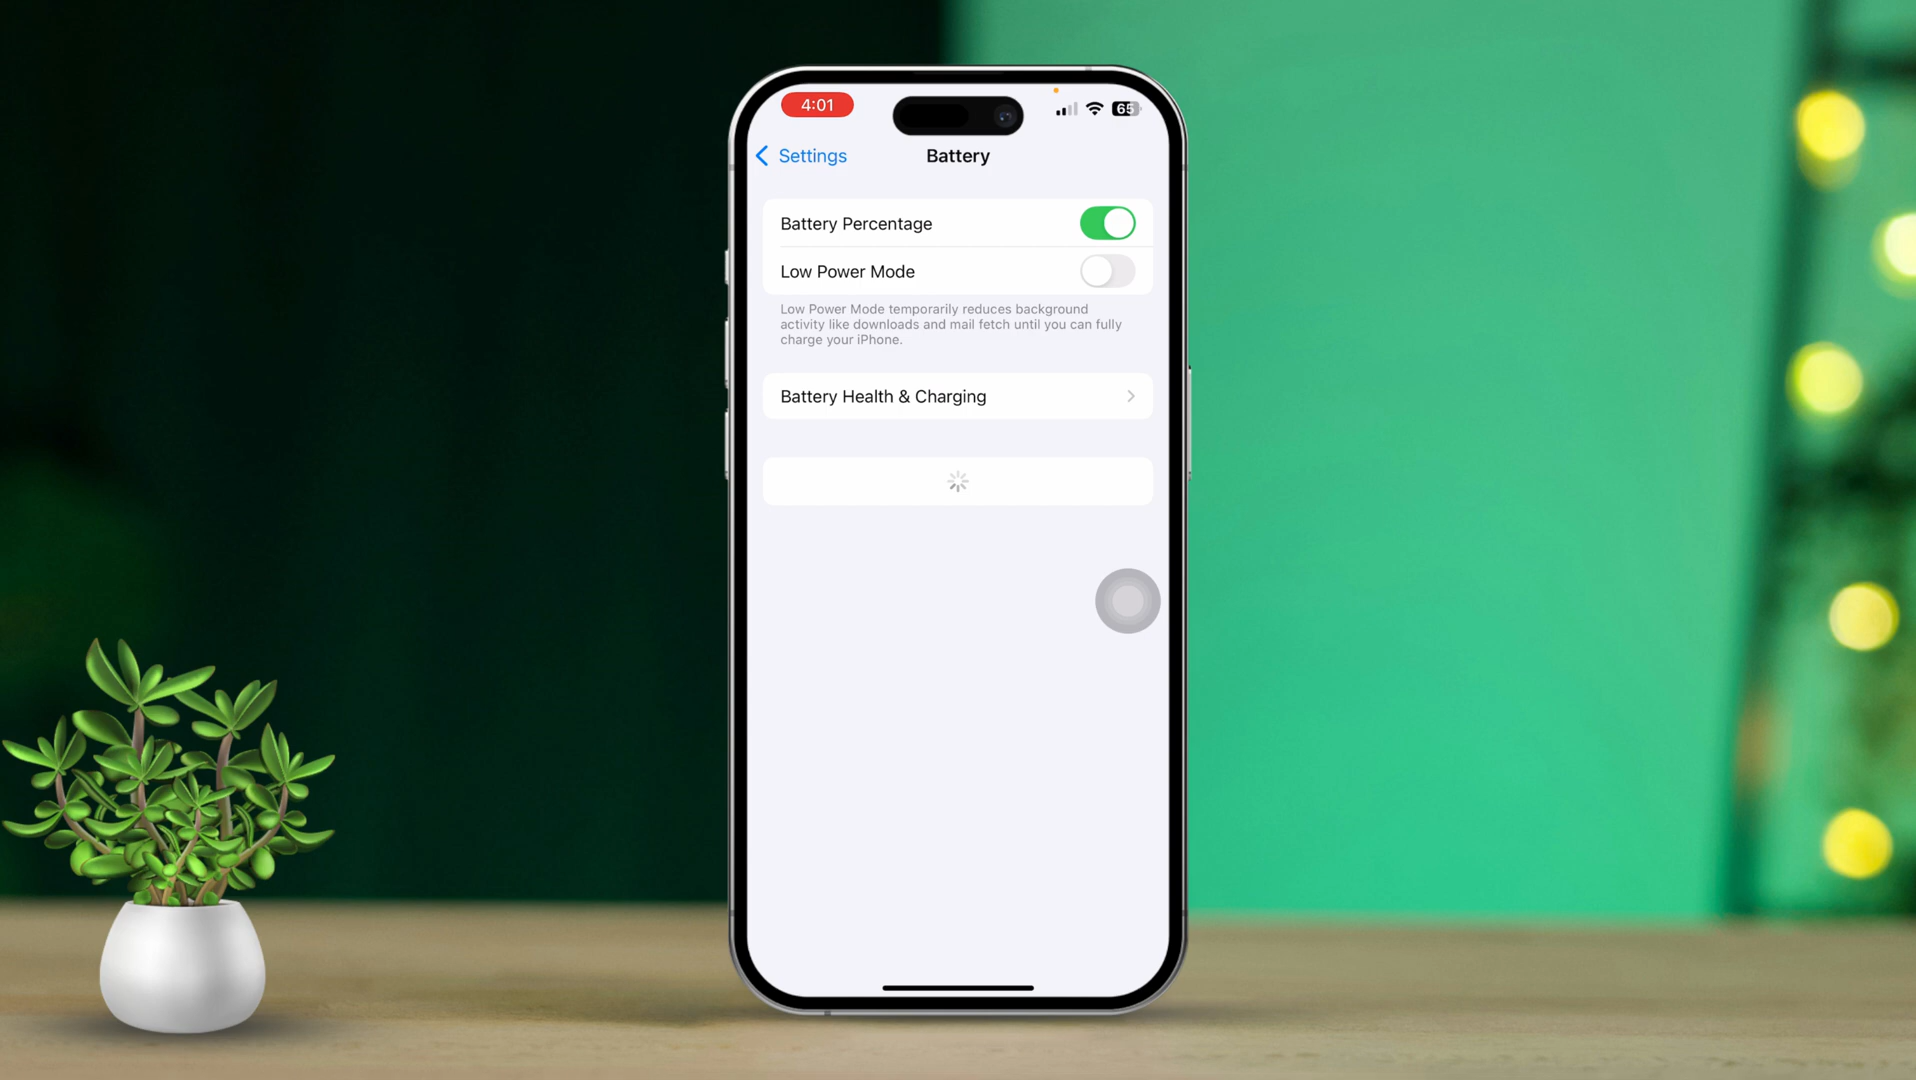 4:01
65
Settings
Battery
Battery Percentage
Low Power Mode
Low Power Mode temporarily reduces background
activity like downloads and mail fetch until you can fully
charge your iPhone.
Battery Health & Charging